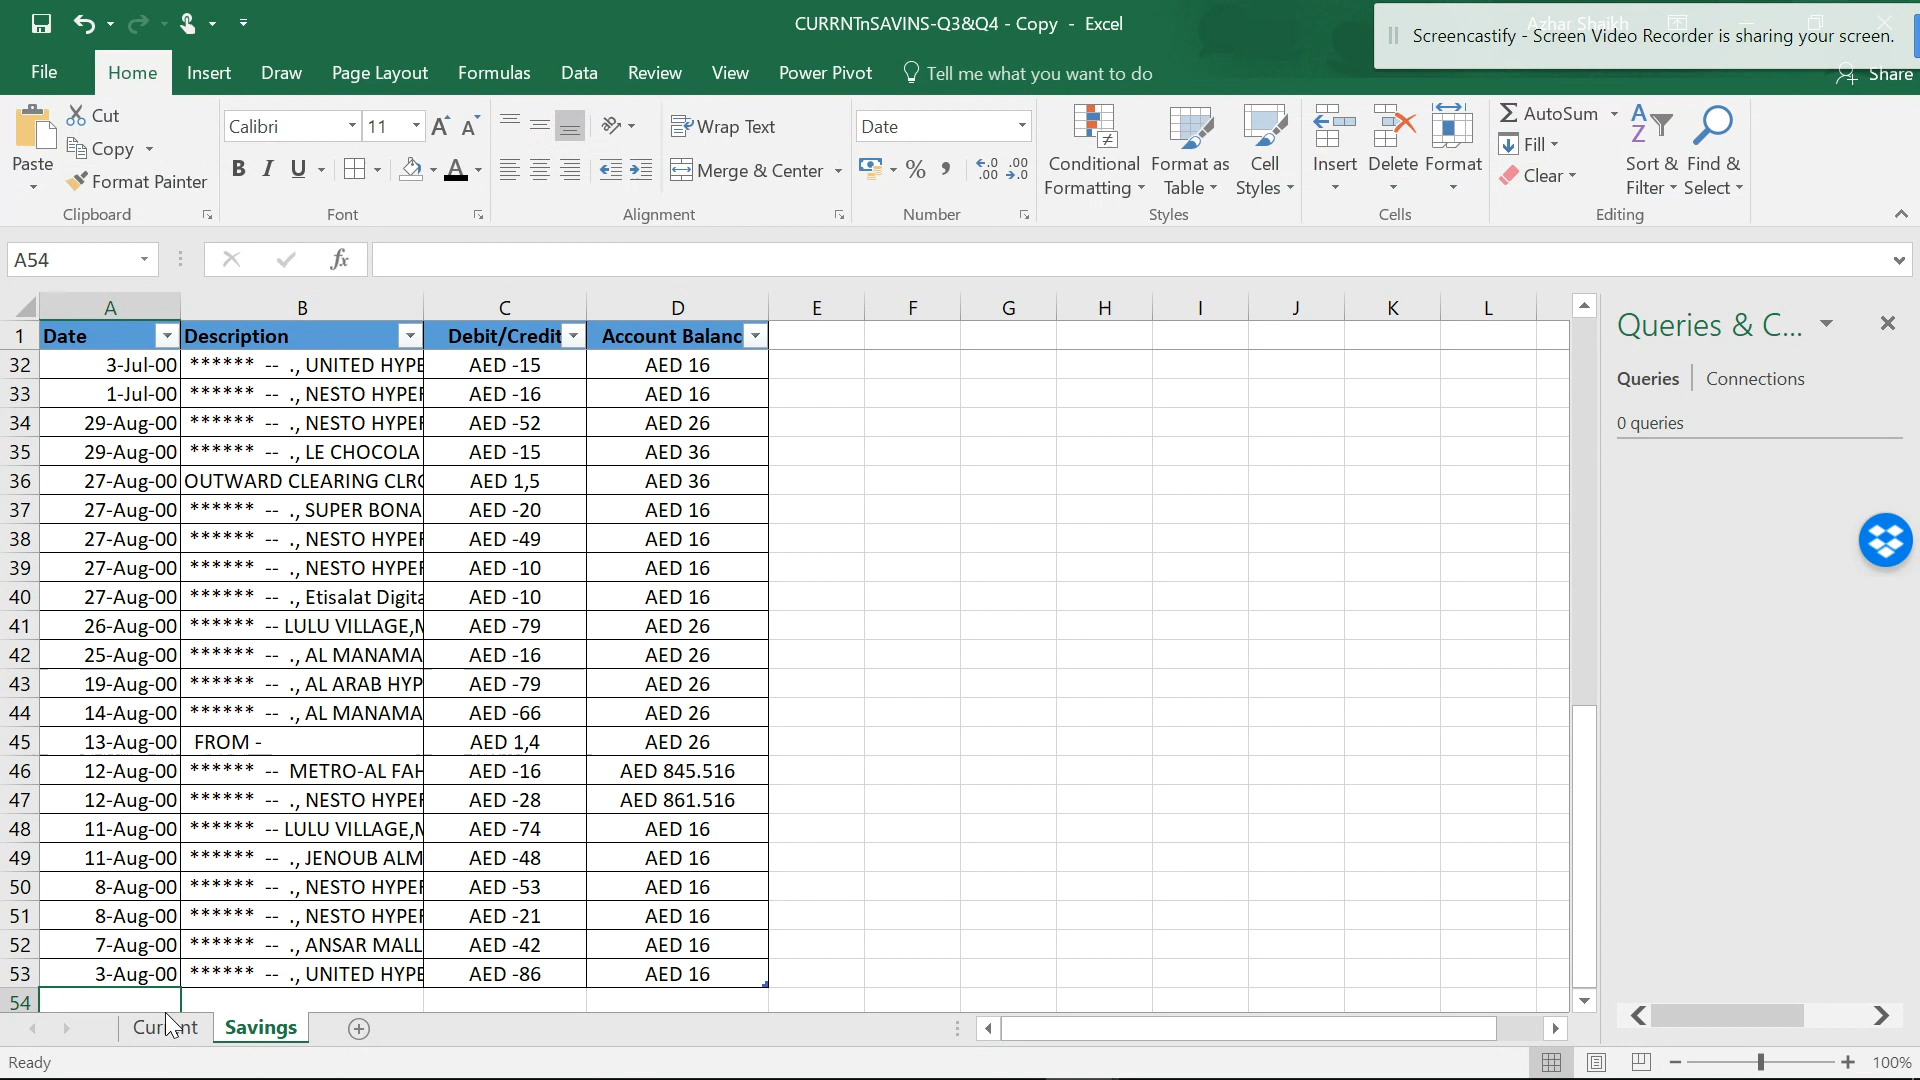 CURRNTnSAVINS-Q3&Q4 - Copy - Excel
Azhar Shaikh
Screencastify - Screen Video Recorder is sharing your screen.
File Home Insert Draw Page Layout Formulas Data Review View Power Pivot Tell me what you want to do Share
Paste
Cut
Copy
Format Painter
Clipboard
Calibri 11
B I U
Font
Wrap Text
Merge & Center
Alignment
Date
%
Number
Conditional Formatting
Format as Table
Cell Styles
Styles
Insert
Delete
Format
Cells
AutoSum
Fill
Clear
Sort & Filter
Find & Select
Editing
A54 fx
A B C D E F G H I J K L
1 Date Description Debit/Credit Account Balanc
32 3-Jul-00 ****** -- ., UNITED HYPE AED -15 AED 16
33 1-Jul-00 ****** -- ., NESTO HYPER AED -16 AED 16
34 29-Aug-00 ****** -- ., NESTO HYPER AED -52 AED 26
35 29-Aug-00 ****** -- ., LE CHOCOLA AED -15 AED 36
36 27-Aug-00 OUTWARD CLEARING CLRG AED 1,5 AED 36
37 27-Aug-00 ****** -- ., SUPER BONA AED -20 AED 16
38 27-Aug-00 ****** -- ., NESTO HYPER AED -49 AED 16
39 27-Aug-00 ****** -- ., NESTO HYPER AED -10 AED 16
40 27-Aug-00 ****** -- ., Etisalat Digita AED -10 AED 16
41 26-Aug-00 ****** -- LULU VILLAGE,M AED -79 AED 26
42 25-Aug-00 ****** -- ., AL MANAMA AED -16 AED 26
43 19-Aug-00 ****** -- ., AL ARAB HYP AED -79 AED 26
44 14-Aug-00 ****** -- ., AL MANAMA AED -66 AED 26
45 13-Aug-00 FROM - AED 1,4 AED 26
46 12-Aug-00 ****** -- METRO-AL FAH AED -16 AED 845.516
47 12-Aug-00 ****** -- ., NESTO HYPER AED -28 AED 861.516
48 11-Aug-00 ****** -- LULU VILLAGE,M AED -74 AED 16
49 11-Aug-00 ****** -- ., JENOUB ALM AED -48 AED 16
50 8-Aug-00 ****** -- ., NESTO HYPER AED -53 AED 16
51 8-Aug-00 ****** -- ., NESTO HYPER AED -21 AED 16
52 7-Aug-00 ****** -- ., ANSAR MALL AED -42 AED 16
53 3-Aug-00 ****** -- ., UNITED HYPE AED -86 AED 16
54
Queries & C...
Queries Connections
0 queries
Current Savings
Ready 100%